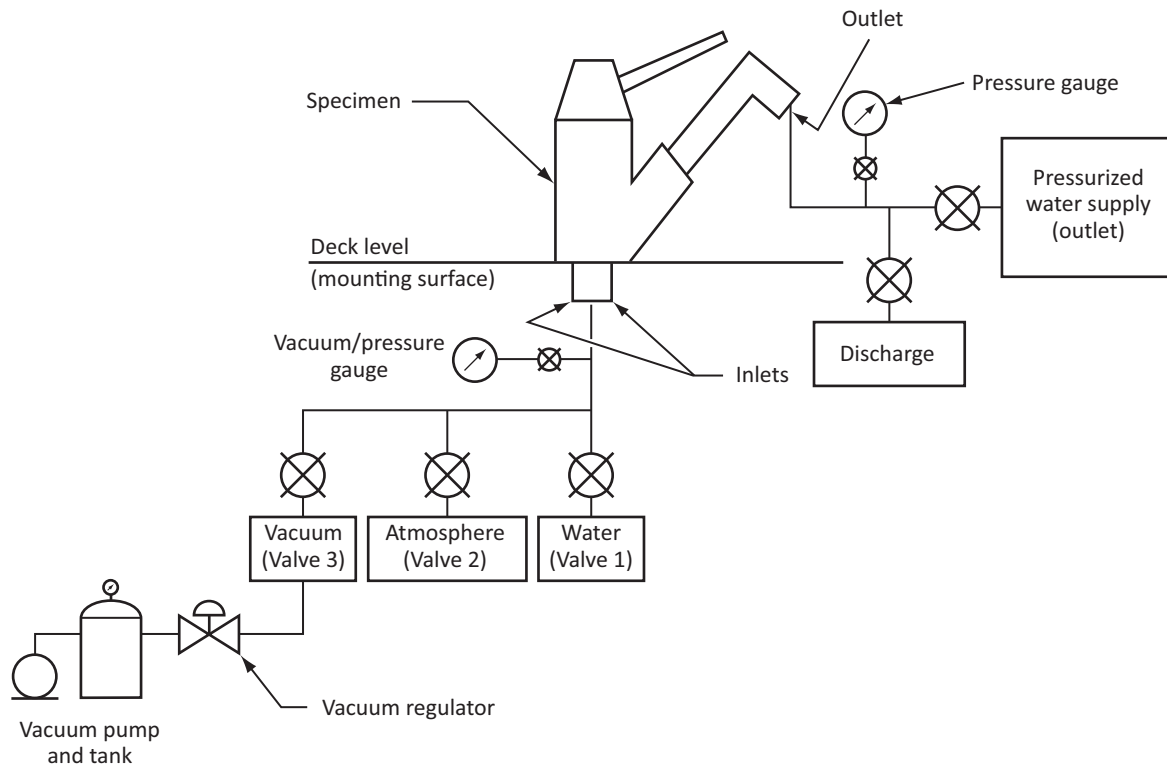 Outlet
Pressure gauge
Specimen
Pressurized
water supply
(outlet)
Deck level
(mounting surface)
Vacuum/pressure
gauge
Inlets
Discharge
Vacuum
(Valve 3)
Atmosphere
(Valve 2)
Water
(Valve 1)
Vacuum regulator
Vacuum pump
and tank